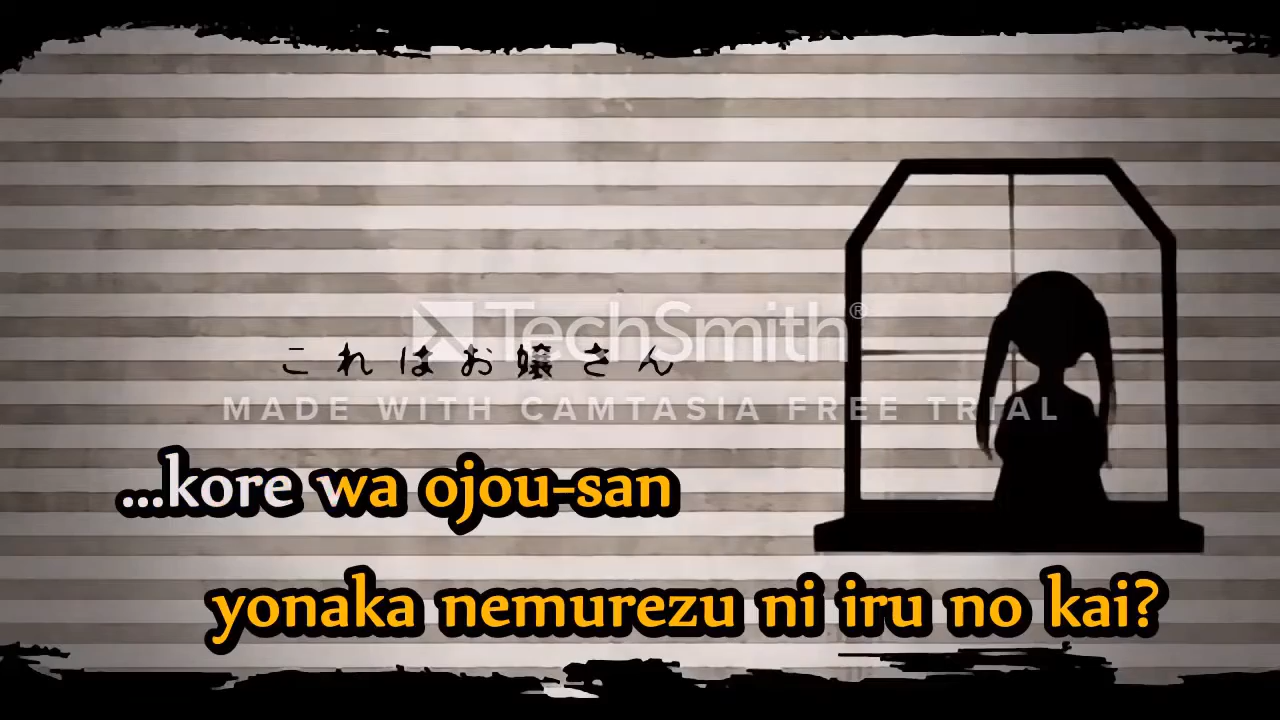 TechSmith®
これはお嬢さん
MADE WITH CAMTASIA FREE TRIAL
...kore wa ojou-san
yonaka nemurezu ni iru no kai?